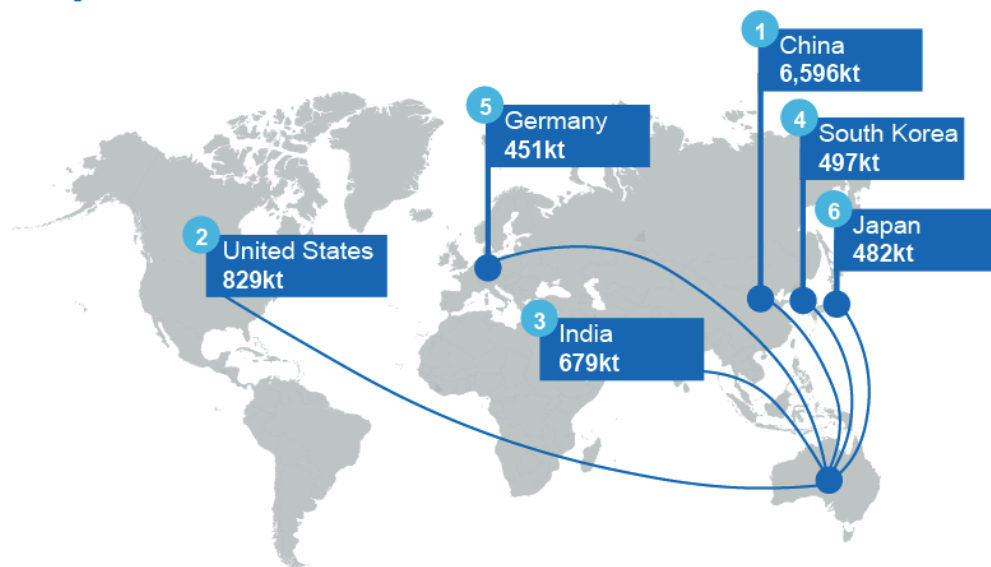 1
China
6,596kt
5
Germany
451kt
4
South Korea
497kt
2
United States
829kt
6
Japan
482kt
3
India
679kt